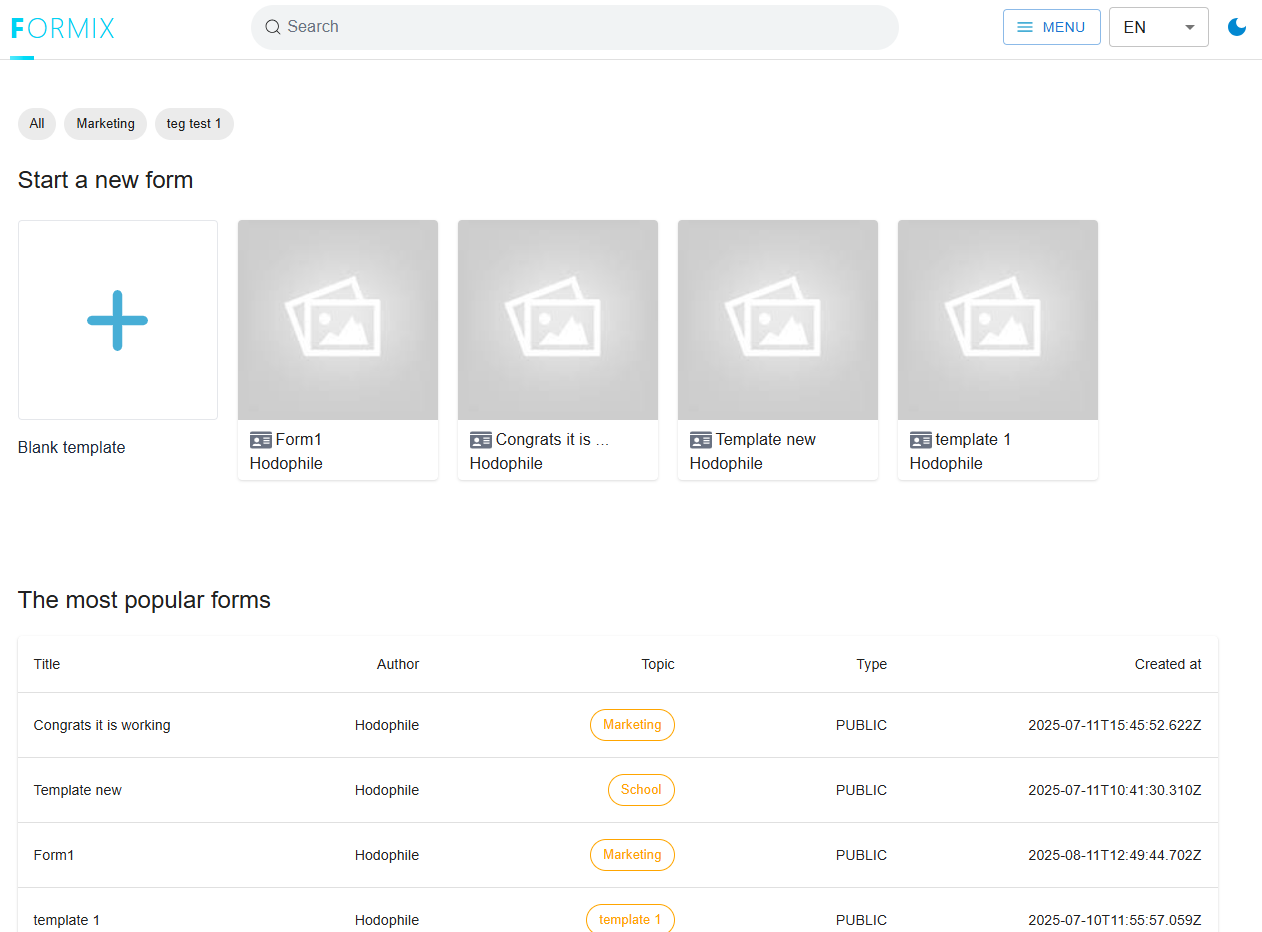 FORMIX Search MENU EN
All Marketing teg test 1
Start a new form
Form1 Congrats it is ... Template new template 1
Blank template Hodophile Hodophile Hodophile Hodophile
The most popular forms
Title Author Topic Type Created at
Congrats it is working Hodophile Marketing PUBLIC 2025-07-11T15:45:52.622Z
Template new Hodophile School PUBLIC 2025-07-11T10:41:30.310Z
Form1 Hodophile Marketing PUBLIC 2025-08-11T12:49:44.702Z
template 1 Hodophile template 1 PUBLIC 2025-07-10T11:55:57.059Z